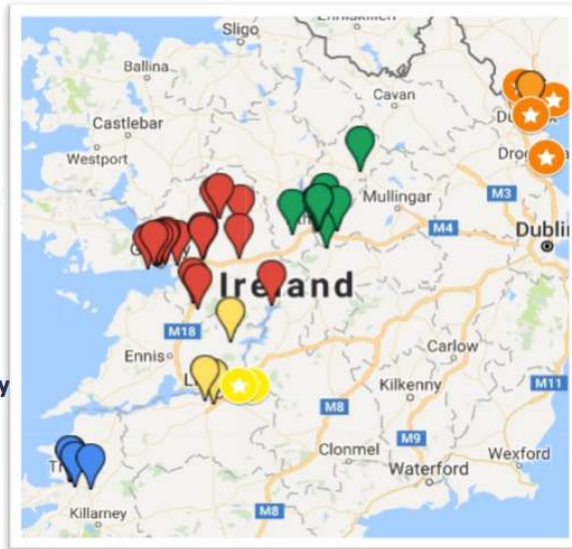 Sligo
Ballina
Cavan
Castlebar
Westport
Mullingar
M3
M4
Dublin
Ireland
M18
Ennis
Carlow
y
Kilkenny
M11
M8
M9
Clonmel
Wexford
Waterford
Killarney
M8